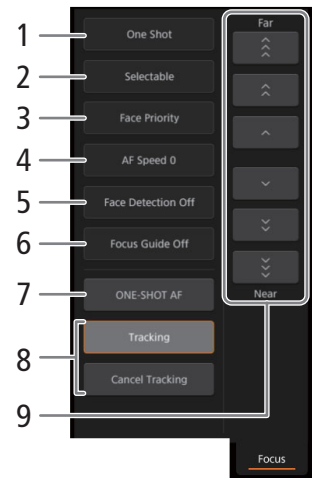 1
One Shot
2
Selectable
3
Face Priority
4
AF Speed 0
5
Face Detection Off
6
Focus Guide Off
7
ONE-SHOT AF
8
Tracking
Cancel Tracking
9
Far
Near
Focus